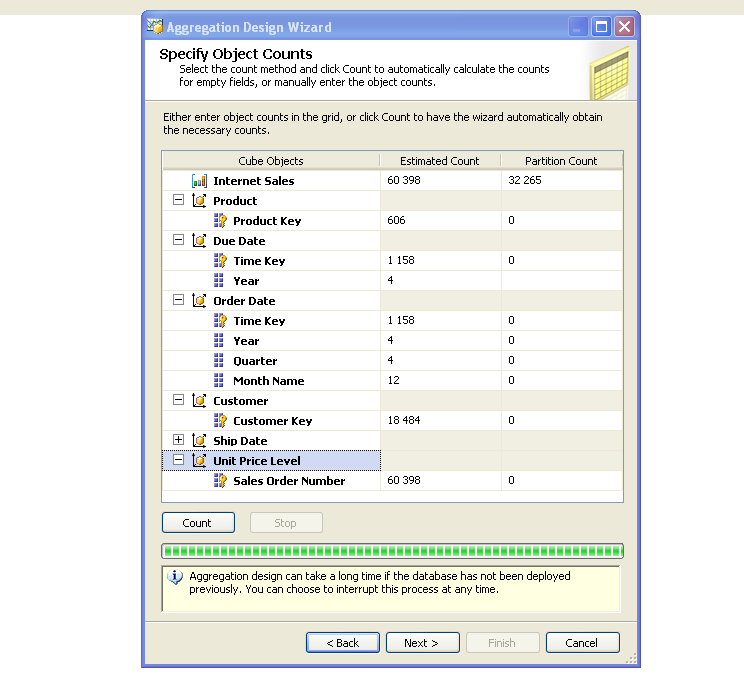 Aggregation Design Wizard
Specify Object Counts
Select the count method and click Count to automatically calculate the counts
for empty fields, or manually enter the object counts.
Either enter object counts in the grid, or click Count to have the wizard automatically obtain
the necessary counts.
Cube Objects Estimated Count Partition Count
Internet Sales 60 398 32 265
Product
Product Key 606 0
Due Date
Time Key 1 158 0
Year 4
Order Date
Time Key 1 158 0
Year 4 0
Quarter 4 0
Month Name 12 0
Customer
Customer Key 18 484 0
Ship Date
Unit Price Level
Sales Order Number 60 398 0
Count Stop
Aggregation design can take a long time if the database has not been deployed
previously. You can choose to interrupt this process at any time.
< Back Next > Finish Cancel